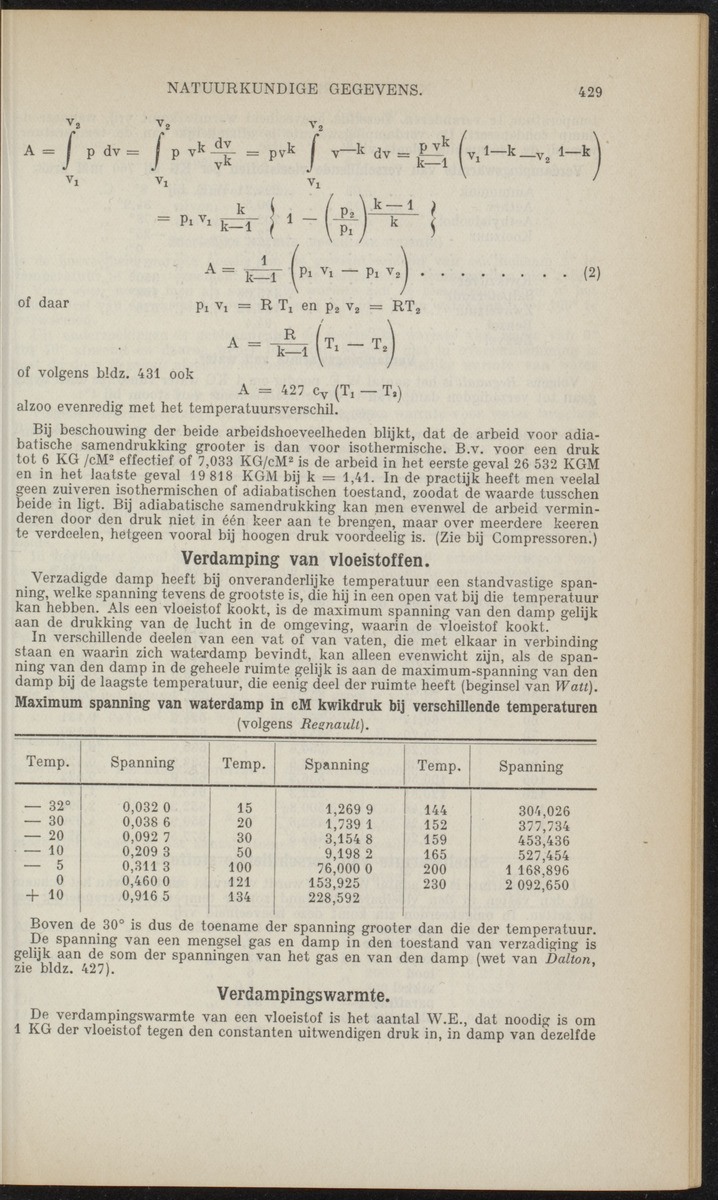 NATUURKUNDIGE GEGEVENS. 429
A = ∫ᵥ₁ᵛ² p dv = ∫ᵥ₁ᵛ² p vᵏ dv/vᵏ = pvᵏ ∫ᵥ₁ᵛ² v—k dv = p vᵏ/k—1 (v₁ 1—k —v₂ 1—k)
= p₁ v₁ k/k—1 { 1 — (p₂/p₁) k — 1/k }
A = 1/k—1 (p₁ v₁ — p₁ v₂) . . . . . . . . . (2)
of daar p₁ v₁ = R T₁ en p₂ v₂ = RT₂
A = R/k—1 (T₁ — T₂)
of volgens bldz. 431 ook
A = 427 cᵥ (T₁ — T₂)
alzoo evenredig met het temperatuursverschil.
Bij beschouwing der beide arbeidshoeveelheden blijkt, dat de arbeid voor adia-
batische samendrukking grooter is dan voor isothermische. B.v. voor een druk
tot 6 KG /cM² effectief of 7,033 KG/cM² is de arbeid in het eerste geval 26 532 KGM
en in het laatste geval 19 818 KGM bij k = 1,41. In de practijk heeft men veelal
geen zuiveren isothermischen of adiabatischen toestand, zoodat de waarde tusschen
beide in ligt. Bij adiabatische samendrukking kan men evenwel de arbeid vermin-
deren door den druk niet in één keer aan te brengen, maar over meerdere keeren
te verdeelen, hetgeen vooral bij hoogen druk voordeelig is. (Zie bij Compressoren.)
Verdamping van vloeistoffen.
Verzadigde damp heeft bij onveranderlijke temperatuur een standvastige span-
ning, welke spanning tevens de grootste is, die hij in een open vat bij die temperatuur
kan hebben. Als een vloeistof kookt, is de maximum spanning van den damp gelijk
aan de drukking van de lucht in de omgeving, waarin de vloeistof kookt.
In verschillende deelen van een vat of van vaten, die met elkaar in verbinding
staan en waarin zich waterdamp bevindt, kan alleen evenwicht zijn, als de span-
ning van den damp in de geheele ruimte gelijk is aan de maximum-spanning van den
damp bij de laagste temperatuur, die eenig deel der ruimte heeft (beginsel van Watt).
Maximum spanning van waterdamp in cM kwikdruk bij verschillende temperaturen
(volgens Regnault).
Temp. Spanning Temp. Spanning Temp. Spanning
— 32° 0,032 0 15 1,269 9 144 304,026
— 30 0,038 6 20 1,739 1 152 377,734
— 20 0,092 7 30 3,154 8 159 453,436
— 10 0,209 3 50 9,198 2 165 527,454
— 5 0,311 3 100 76,000 0 200 1 168,896
0 0,460 0 121 153,925 230 2 092,650
+ 10 0,916 5 134 228,592
Boven de 30° is dus de toename der spanning grooter dan die der temperatuur.
De spanning van een mengsel gas en damp in den toestand van verzadiging is
gelijk aan de som der spanningen van het gas en van den damp (wet van Dalton,
zie bldz. 427).
Verdampingswarmte.
De verdampingswarmte van een vloeistof is het aantal W.E., dat noodig is om
1 KG der vloeistof tegen den constanten uitwendigen druk in, in damp van dezelfde